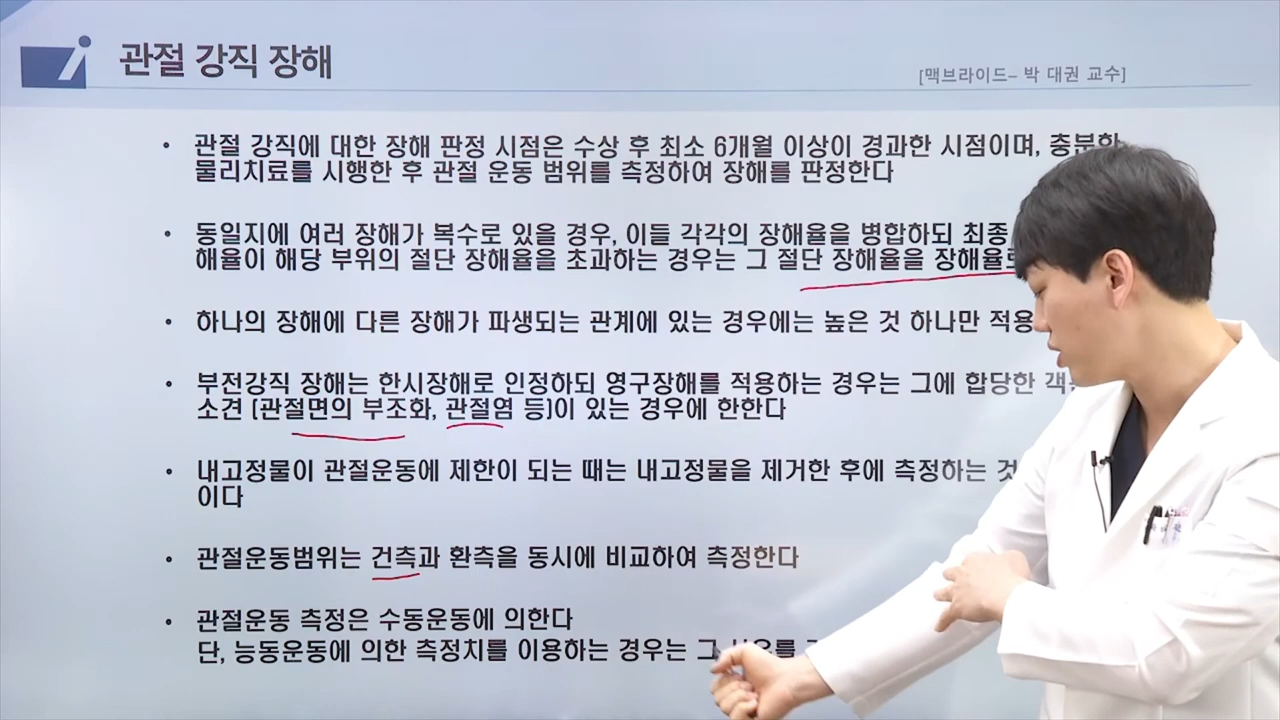 관절 강직 장해
[맥브라이드- 박 대권 교수]
• 관절 강직에 대한 장해 판정 시점은 수상 후 최소 6개월 이상이 경과한 시점이며, 충분한
물리치료를 시행한 후 관절 운동 범위를 측정하여 장해를 판정한다
• 동일지에 여러 장해가 복수로 있을 경우, 이들 각각의 장해율을 병합하되 최종
해율이 해당 부위의 절단 장해율을 초과하는 경우는 그 절단 장해율을 장해율로
• 하나의 장해에 다른 장해가 파생되는 관계에 있는 경우에는 높은 것 하나만 적용
• 부전강직 장해는 한시장해로 인정하되 영구장해를 적용하는 경우는 그에 합당한
소견 (관절면의 부조화, 관절염 등)이 있는 경우에 한한다
• 내고정물이 관절운동에 제한이 되는 때는 내고정물을 제거한 후에 측정하는 것
이다
• 관절운동범위는 건측과 환측을 동시에 비교하여 측정한다
• 관절운동 측정은 수동운동에 의한다
단, 능동운동에 의한 측정치를 이용하는 경우는